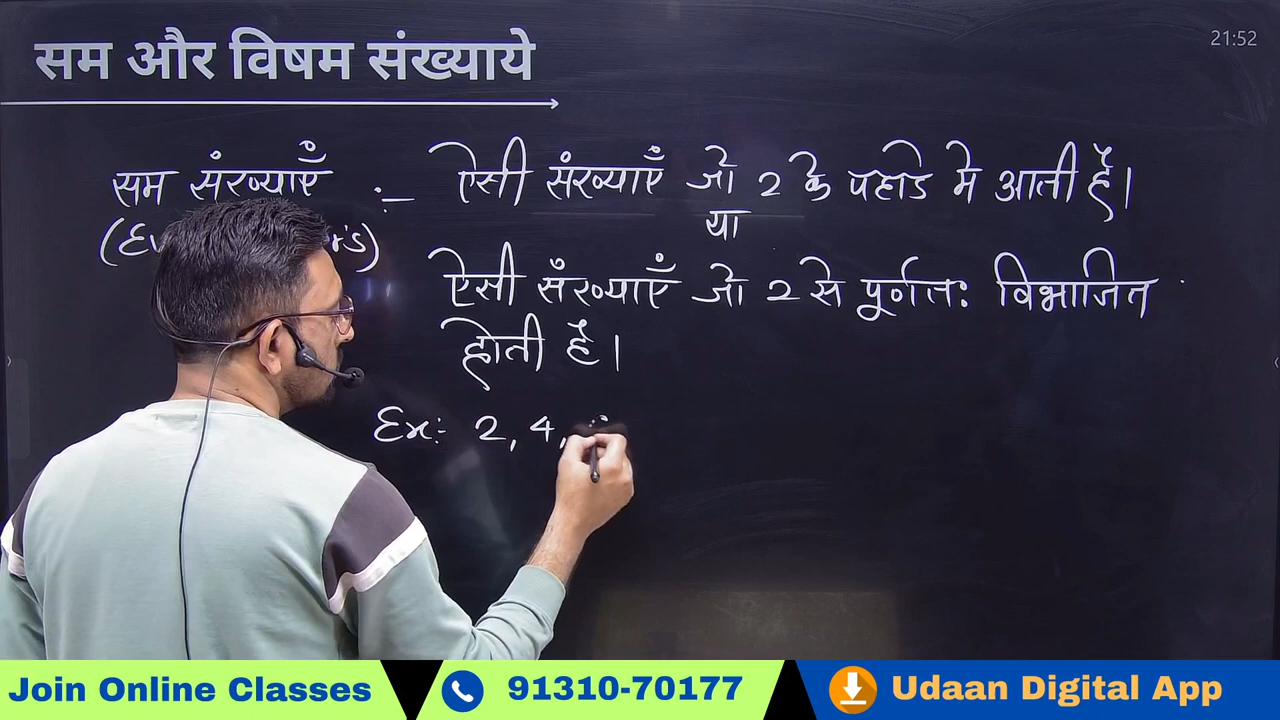 सम और विषम संख्याये
21:52
सम संख्याएँ :- ऐसी संख्याएँ जो 2 के पहाडे मे आती हैं।
या
ऐसी संख्याएँ जो 2 से पूर्णतः विभाजित
होती हैं।
Ex:- 2, 4,
Join Online Classes
91310-70177
Udaan Digital App